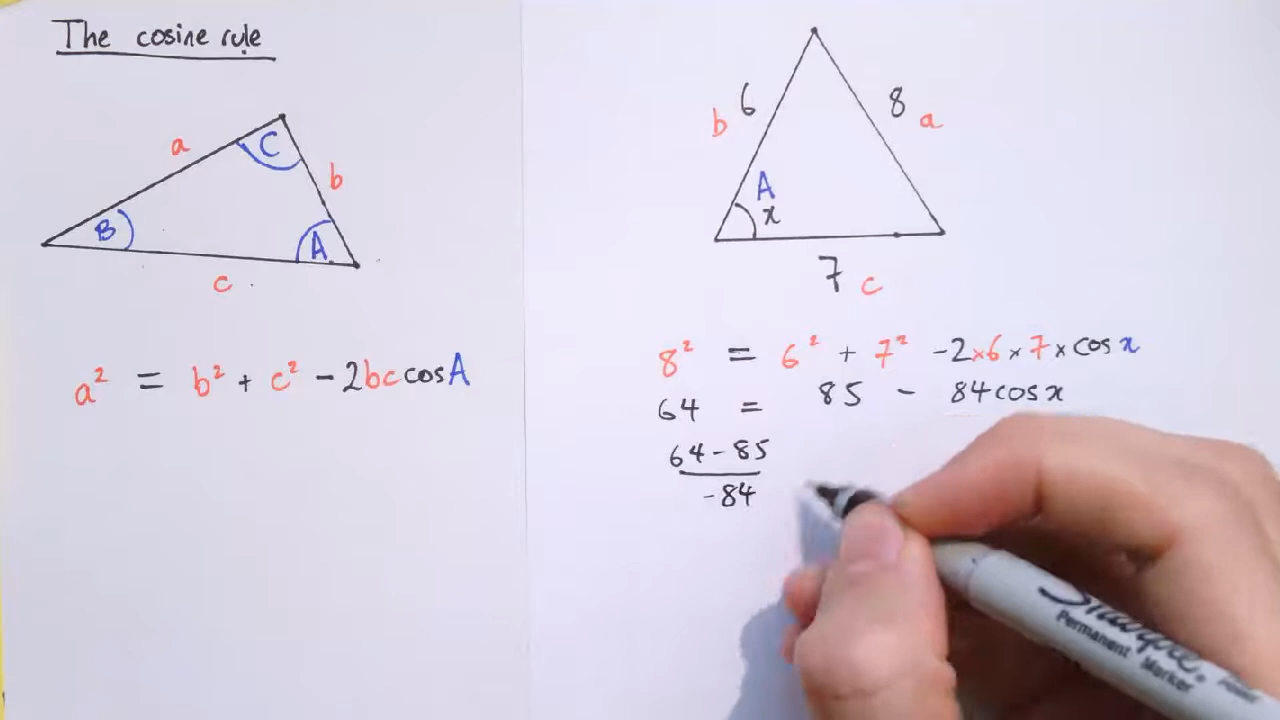 The cosine rule
a
C
b
B
A
c
a² = b² + c² - 2bc cos A
6
b
8
a
A
x
7
c
8² = 6² + 7² - 2×6×7×cos x
64 = 85 - 84cos x
64 - 85
-84
Sharpie.
Permanent Marker